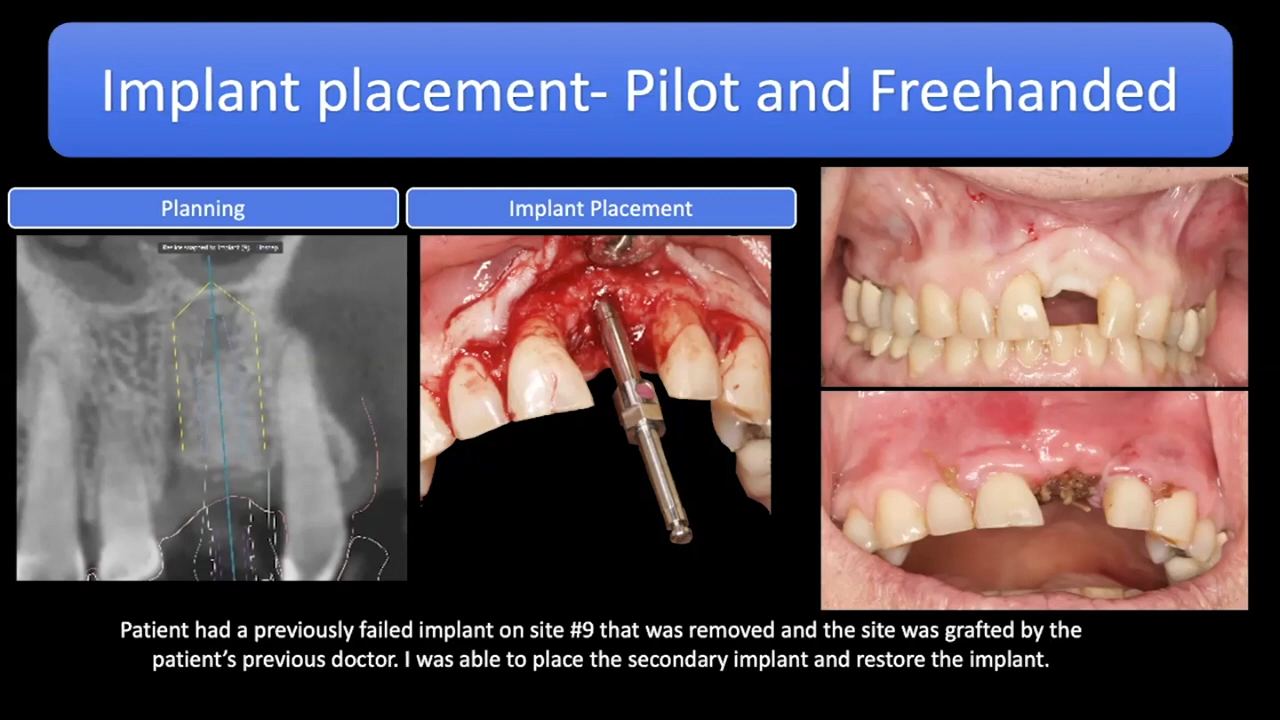 Implant placement- Pilot and Freehanded
Planning
Implant Placement
Patient had a previously failed implant on site #9 that was removed and the site was grafted by the
patient's previous doctor. I was able to place the secondary implant and restore the implant.